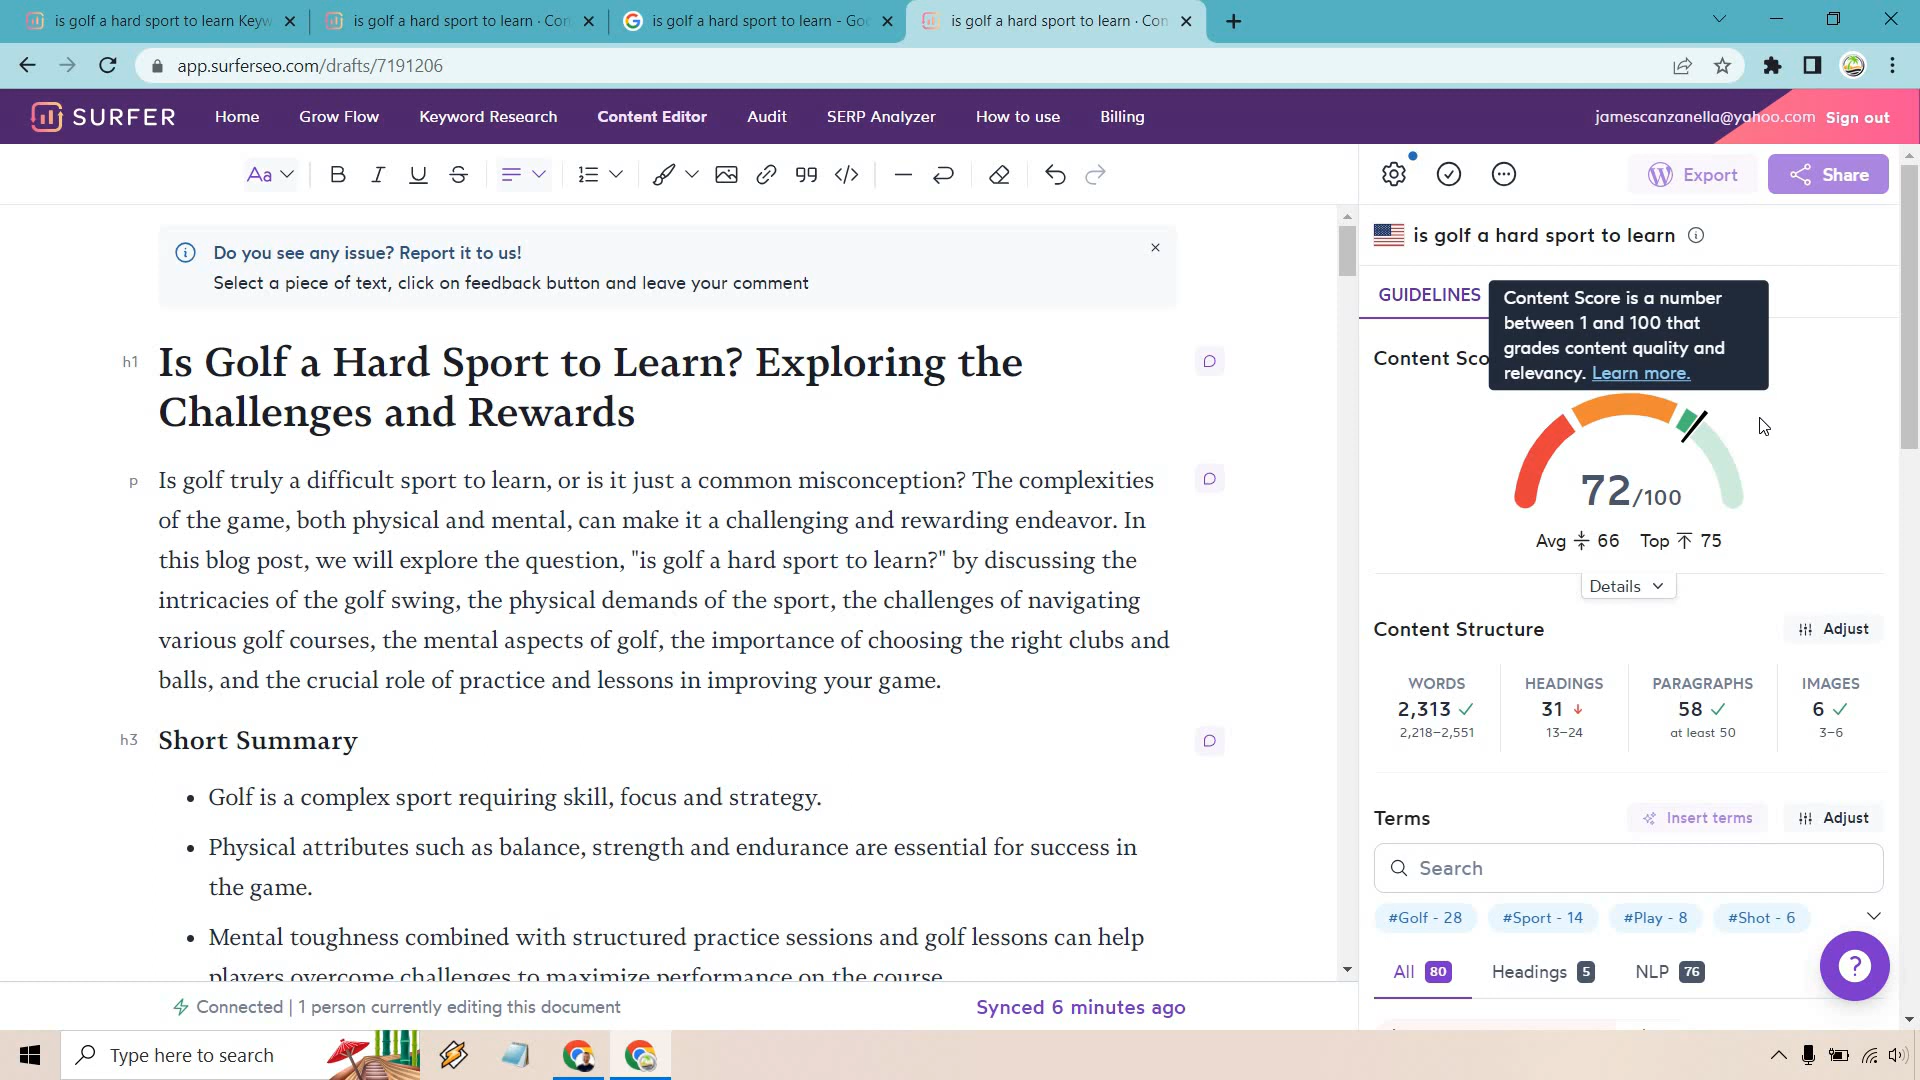 is golf a hard sport to learn Keyw
is golf a hard sport to learn · Con
is golf a hard sport to learn - Goo
is golf a hard sport to learn · Con
app.surferseo.com/drafts/7191206
SURFER
Home
Grow Flow
Keyword Research
Content Editor
Audit
SERP Analyzer
How to use
Billing
jamescanzanella@yahoo.com
Sign out
Aa
Export
Share
Do you see any issue? Report it to us!
Select a piece of text, click on feedback button and leave your comment
h1
Is Golf a Hard Sport to Learn? Exploring the
Challenges and Rewards
p
Is golf truly a difficult sport to learn, or is it just a common misconception? The complexities
of the game, both physical and mental, can make it a challenging and rewarding endeavor. In
this blog post, we will explore the question, "is golf a hard sport to learn?" by discussing the
intricacies of the golf swing, the physical demands of the sport, the challenges of navigating
various golf courses, the mental aspects of golf, the importance of choosing the right clubs and
balls, and the crucial role of practice and lessons in improving your game.
h3
Short Summary
• Golf is a complex sport requiring skill, focus and strategy.
• Physical attributes such as balance, strength and endurance are essential for success in
the game.
• Mental toughness combined with structured practice sessions and golf lessons can help
players overcome challenges to maximize performance on the course.
Connected | 1 person currently editing this document
Synced 6 minutes ago
is golf a hard sport to learn
GUIDELINES
Content Score is a number
between 1 and 100 that
grades content quality and
relevancy. Learn more.
Content Sco
72/100
Avg 66 Top 75
Details
Content Structure
Adjust
WORDS
2,313
2,218–2,551
HEADINGS
31
13–24
PARAGRAPHS
58
at least 50
IMAGES
6
3–6
Terms
Insert terms
Adjust
Search
#Golf - 28
#Sport - 14
#Play - 8
#Shot - 6
All 80
Headings 5
NLP 76
?
Type here to search